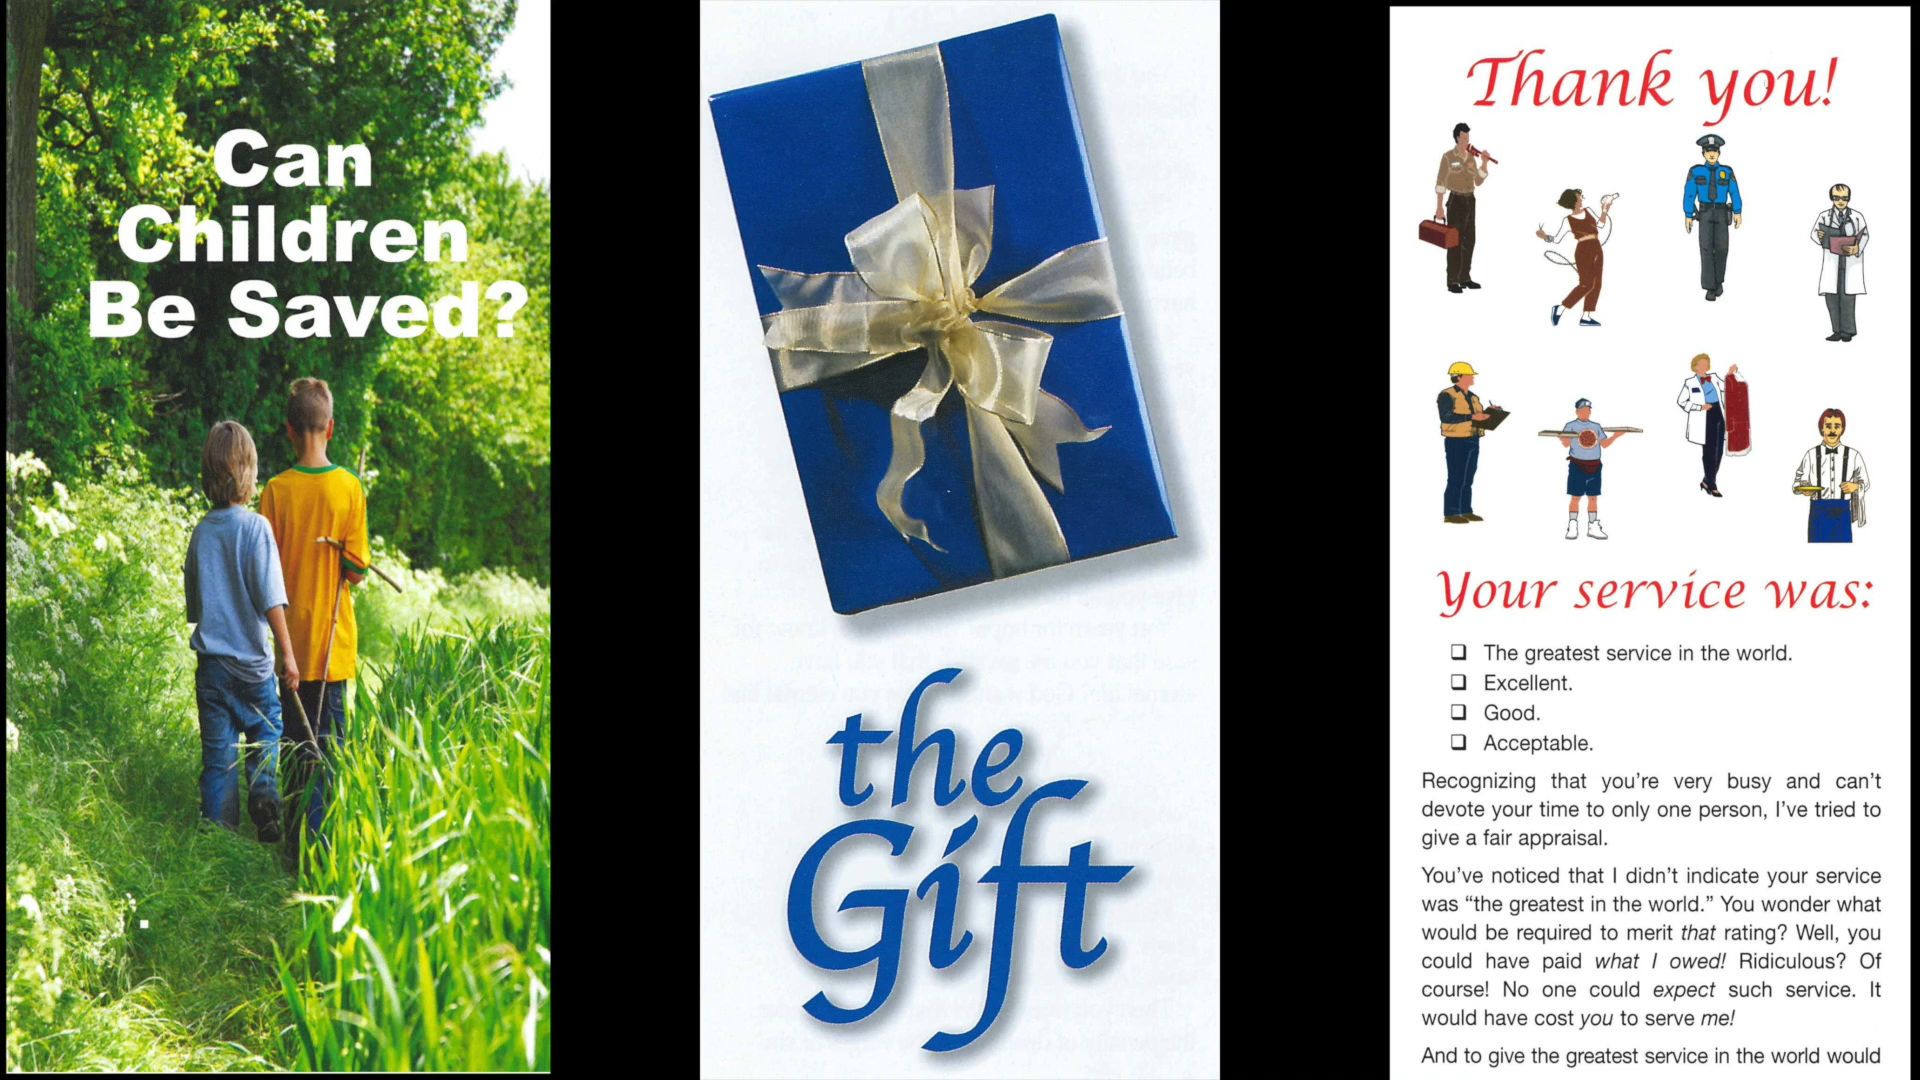 Can
Children
Be Saved?
the
Gift
Thank you!
Your service was:
❑ The greatest service in the world.
❑ Excellent.
❑ Good.
❑ Acceptable.
Recognizing that you’re very busy and can’t
devote your time to only one person, I’ve tried to
give a fair appraisal.
You’ve noticed that I didn’t indicate your service
was “the greatest in the world.” You wonder what
would be required to merit that rating? Well, you
could have paid what I owed! Ridiculous? Of
course! No one could expect such service. It
would have cost you to serve me!
And to give the greatest service in the world would